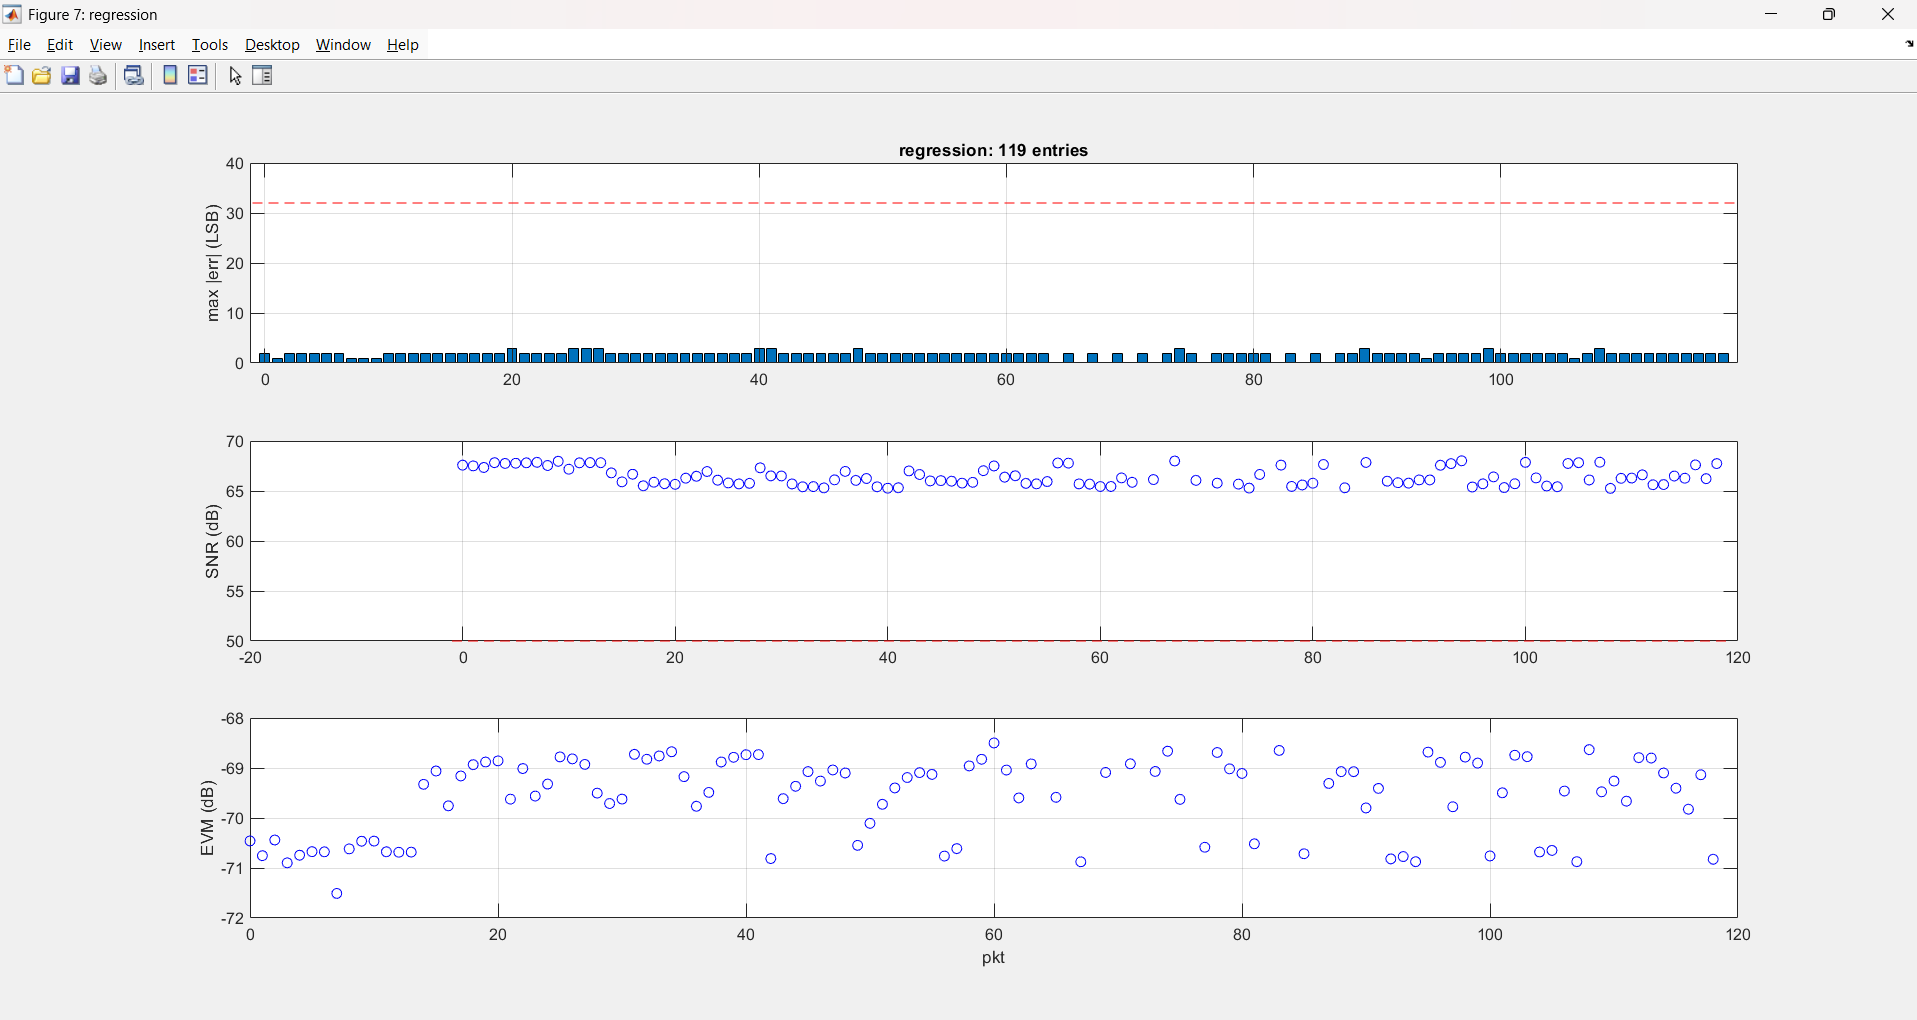 Figure 7: regression
File Edit View Insert Tools Desktop Window Help
regression: 119 entries
max |err| (LSB)
40
30
20
10
0
0 20 40 60 80 100
SNR (dB)
70
65
60
55
50
-20 0 20 40 60 80 100 120
EVM (dB)
-68
-69
-70
-71
-72
0 20 40 60 80 100 120
pkt